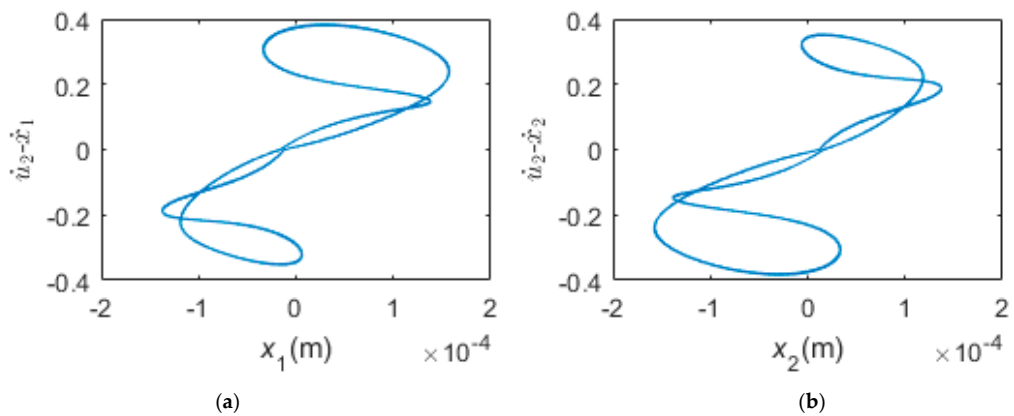 0.4 0.4
0.2 0.2
0 0
-0.2 -0.2
-0.4 -0.4
u̇₂-ẋ₁ u̇₂-ẋ₂
-2 -1 0 1 2 -2 -1 0 1 2
x₁(m) ×10⁻⁴ x₂(m) ×10⁻⁴
(a) (b)